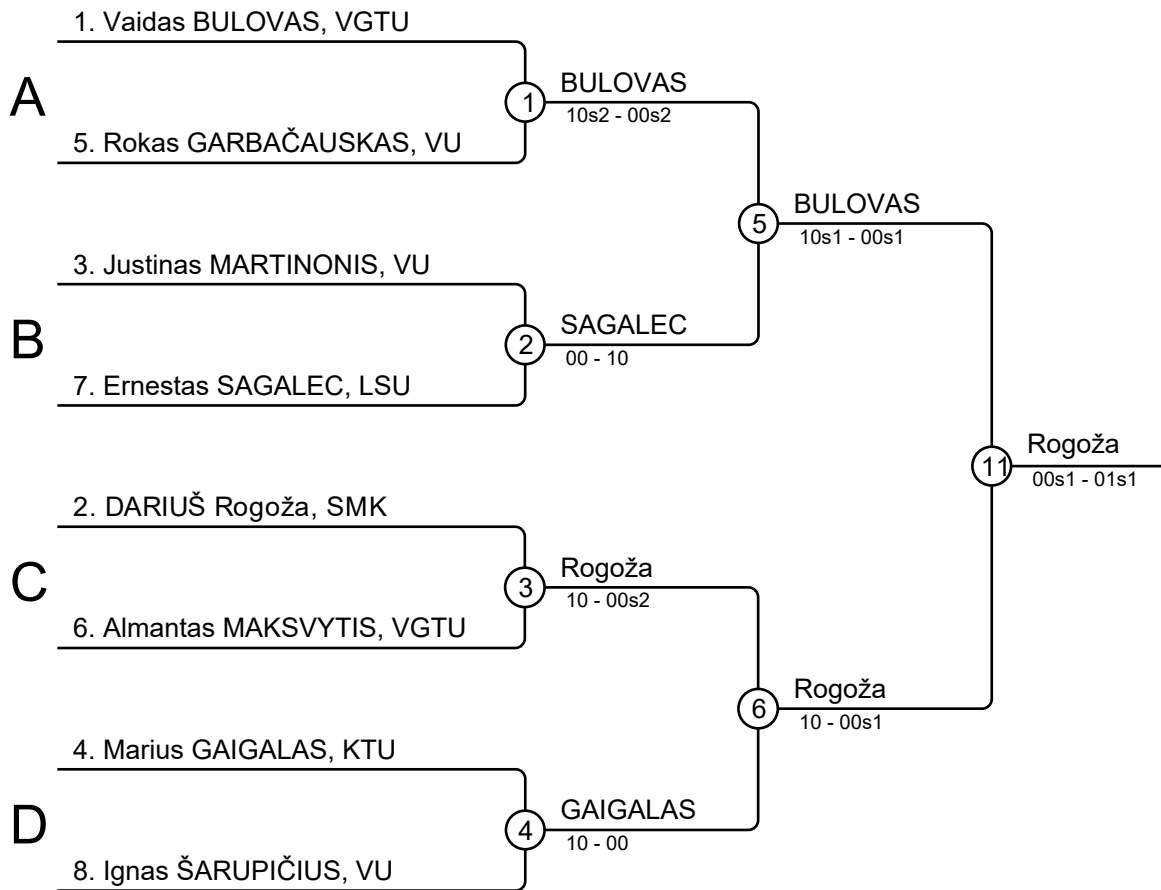 1. Vaidas BULOVAS, VGTU
A
1
BULOVAS
10s2 - 00s2
5. Rokas GARBAČAUSKAS, VU
5
BULOVAS
10s1 - 00s1
3. Justinas MARTINONIS, VU
B
2
SAGALEC
00 - 10
7. Ernestas SAGALEC, LSU
11
Rogoža
00s1 - 01s1
2. DARIUŠ Rogoža, SMK
C
3
Rogoža
10 - 00s2
6. Almantas MAKSVYTIS, VGTU
6
Rogoža
10 - 00s1
4. Marius GAIGALAS, KTU
D
4
GAIGALAS
10 - 00
8. Ignas ŠARUPIČIUS, VU